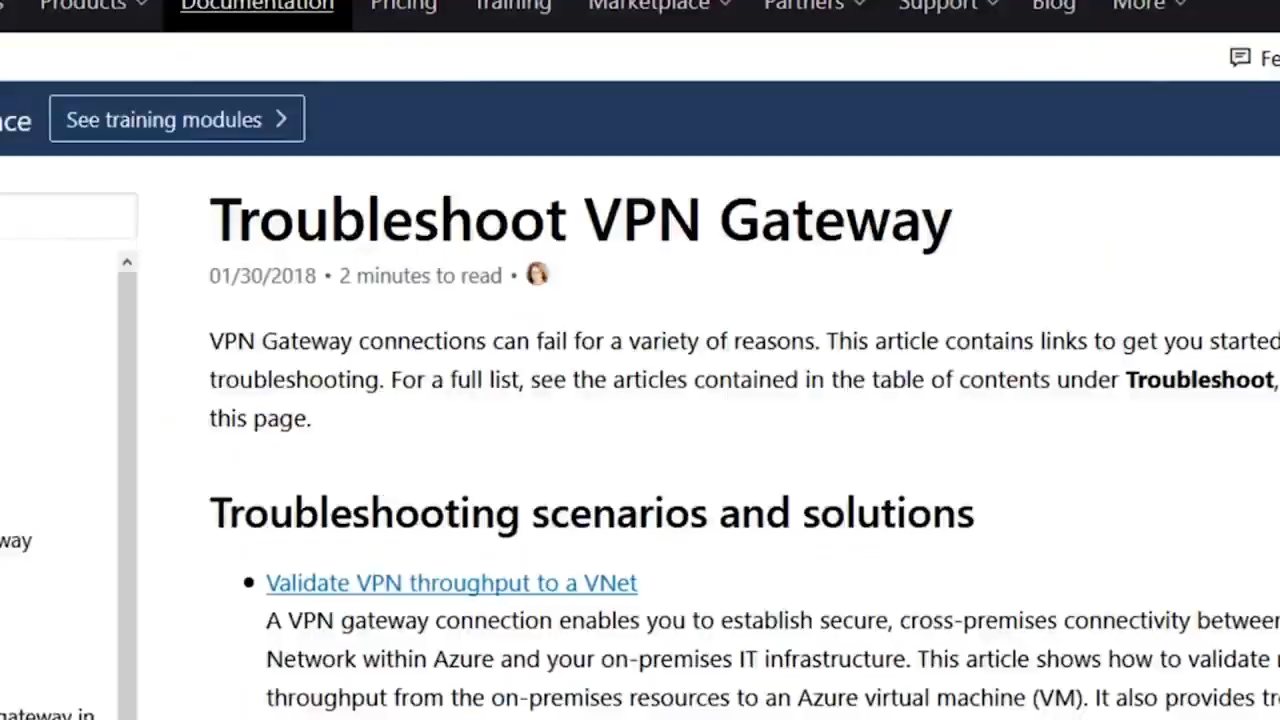 Products Documentation Pricing Training Marketplace Partners Support Blog More
See training modules
Troubleshoot VPN Gateway
01/30/2018 • 2 minutes to read •
VPN Gateway connections can fail for a variety of reasons. This article contains links to get you started
troubleshooting. For a full list, see the articles contained in the table of contents under Troubleshoot,
this page.
Troubleshooting scenarios and solutions
way
• Validate VPN throughput to a VNet
A VPN gateway connection enables you to establish secure, cross-premises connectivity between
Network within Azure and your on-premises IT infrastructure. This article shows how to validate
throughput from the on-premises resources to an Azure virtual machine (VM). It also provides
gateway in